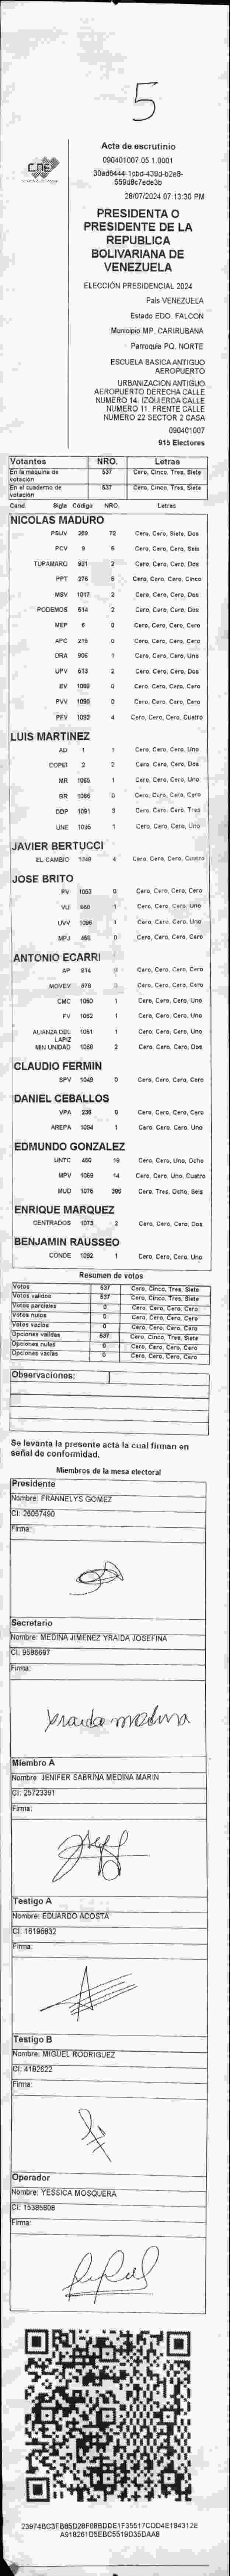 5
CNE
Acta de escrutinio
090401007.05.1.0001
30ad6444-1cbd-439d-b2e8-
559d8c7ede3b
28/07/2024 07:13:30 PM
PRESIDENTA O
PRESIDENTE DE LA
REPUBLICA
BOLIVARIANA DE
VENEZUELA
ELECCIÓN PRESIDENCIAL 2024
País VENEZUELA
Estado EDO. FALCON
Municipio MP. CARIRUBANA
Parroquia PQ. NORTE
ESCUELA BASICA ANTIGUO
AEROPUERTO
URBANIZACION ANTIGUO
AEROPUERTO DERECHA CALLE
NUMERO 14. IZQUIERDA CALLE
NUMERO 11. FRENTE CALLE
NUMERO 22 SECTOR 2 CASA
090401007
915 Electores
Votantes NRO. Letras
En la máquina de votación 537 Cero, Cinco, Tres, Siete
En el cuaderno de votación 537 Cero, Cinco, Tres, Siete
Cand. Sigla Código NRO. Letras
NICOLAS MADURO
PSUV 269 72 Cero, Cero, Siete, Dos
PCV 9 6 Cero, Cero, Cero, Seis
TUPAMARO 931 2 Cero, Cero, Cero, Dos
PPT 275 5 Cero, Cero, Cero, Cinco
MSV 1017 2 Cero, Cero, Cero, Dos
PODEMOS 514 2 Cero, Cero, Cero, Dos
MEP 6 0 Cero, Cero, Cero, Cero
APC 219 0 Cero, Cero, Cero, Cero
ORA 906 1 Cero, Cero, Cero, Uno
UPV 613 2 Cero, Cero, Cero, Dos
EV 1089 0 Cero, Cero, Cero, Cero
PVV 1090 0 Cero, Cero, Cero, Cero
PFV 1093 4 Cero, Cero, Cero, Cuatro
LUIS MARTINEZ
AD 1 1 Cero, Cero, Cero, Uno
COPEI 2 2 Cero, Cero, Cero, Dos
MR 1065 1 Cero, Cero, Cero, Uno
BR 1066 0 Cero, Cero, Cero, Cero
DDP 1091 3 Cero, Cero, Cero, Tres
UNE 1095 1 Cero, Cero, Cero, Uno
JAVIER BERTUCCI
EL CAMBIO 1048 4 Cero, Cero, Cero, Cuatro
JOSE BRITO
PV 1053 0 Cero, Cero, Cero, Cero
VU 968 1 Cero, Cero, Cero, Uno
UVV 1096 1 Cero, Cero, Cero, Uno
MPJ 458 0 Cero, Cero, Cero, Cero
ANTONIO ECARRI
AP 814 0 Cero, Cero, Cero, Cero
MOVEV 878 0 Cero, Cero, Cero, Cero
CMC 1050 1 Cero, Cero, Cero, Uno
FV 1062 1 Cero, Cero, Cero, Uno
ALIANZA DEL LAPIZ 1051 1 Cero, Cero, Cero, Uno
MIN UNIDAD 1068 2 Cero, Cero, Cero, Dos
CLAUDIO FERMIN
SPV 1049 0 Cero, Cero, Cero, Cero
DANIEL CEBALLOS
VPA 236 0 Cero, Cero, Cero, Cero
AREPA 1094 1 Cero, Cero, Cero, Uno
EDMUNDO GONZALEZ
UNTC 460 18 Cero, Cero, Uno, Ocho
MPV 1069 14 Cero, Cero, Uno, Cuatro
MUD 1075 386 Cero, Tres, Ocho, Seis
ENRIQUE MARQUEZ
CENTRADOS 1073 2 Cero, Cero, Cero, Dos
BENJAMIN RAUSSEO
CONDE 1092 1 Cero, Cero, Cero, Uno
Resumen de votos
Votos 537 Cero, Cinco, Tres, Siete
Votos válidos 537 Cero, Cinco, Tres, Siete
Votos parciales 0 Cero, Cero, Cero, Cero
Votos nulos 0 Cero, Cero, Cero, Cero
Votos vacíos 0 Cero, Cero, Cero, Cero
Opciones válidas 537 Cero, Cinco, Tres, Siete
Opciones nulas 0 Cero, Cero, Cero, Cero
Opciones vacías 0 Cero, Cero, Cero, Cero
Observaciones:
Se levanta la presente acta la cual firman en
señal de conformidad.
Miembros de la mesa electoral
Presidente
Nombre: FRANNELYS GOMEZ
CI: 26057490
Firma:
Secretario
Nombre: MEDINA JIMENEZ YRAIDA JOSEFINA
CI: 9586697
Firma:
Yraida medina
Miembro A
Nombre: JENIFER SABRINA MEDINA MARIN
CI: 25723391
Firma:
Testigo A
Nombre: EDUARDO ACOSTA
CI: 16196832
Firma:
Testigo B
Nombre: MIGUEL RODRIGUEZ
CI: 4182622
Firma:
Operador
Nombre: YESSICA MOSQUERA
CI: 15385808
Firma:
23974BC3FB85D28F08BDDE1F35517CDD4E184312E
A918261D5EBC5519D35DAA8